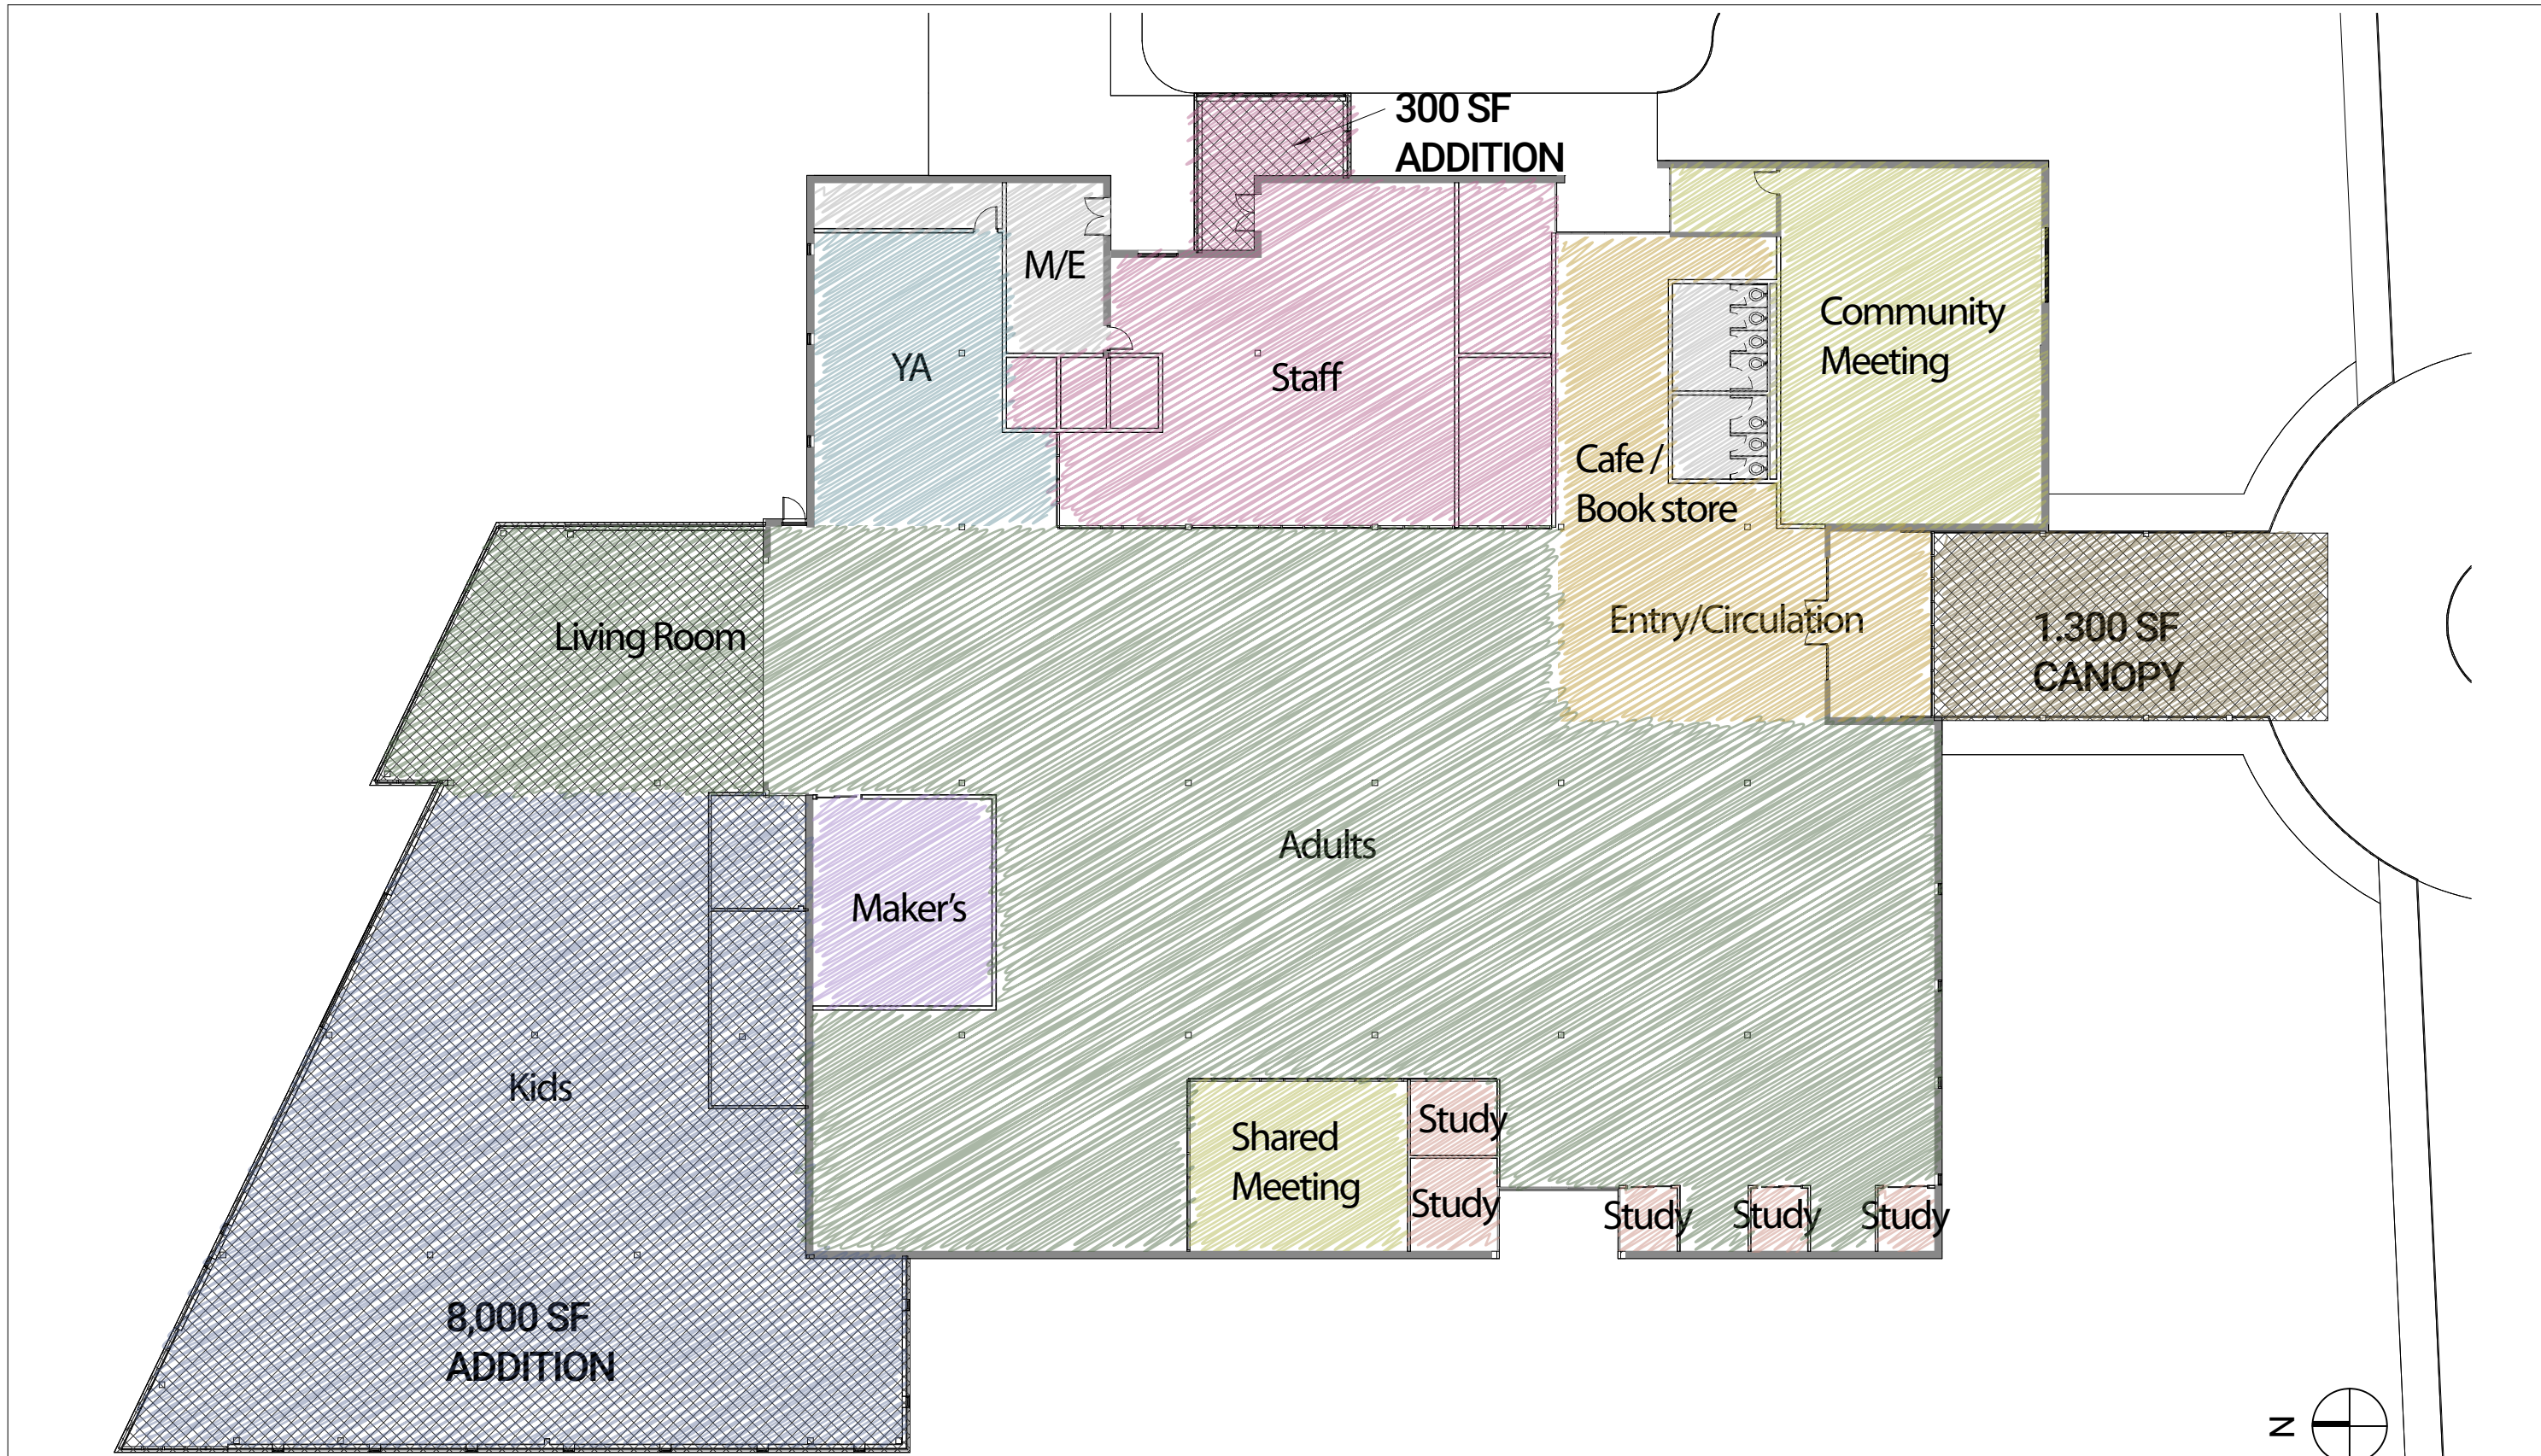 300 SF
ADDITION
M/E
Community
Meeting
YA
Staff
Cafe /
Book store
Living Room
Entry/Circulation
1.300 SF
CANOPY
Adults
Maker's
Kids
Shared
Meeting
Study
Study
Study
Study
Study
8,000 SF
ADDITION
N